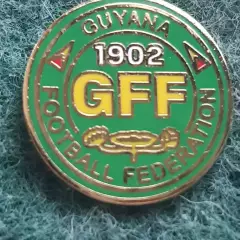 GUYANA
1902
GFF
FOOTBALL FEDERATION